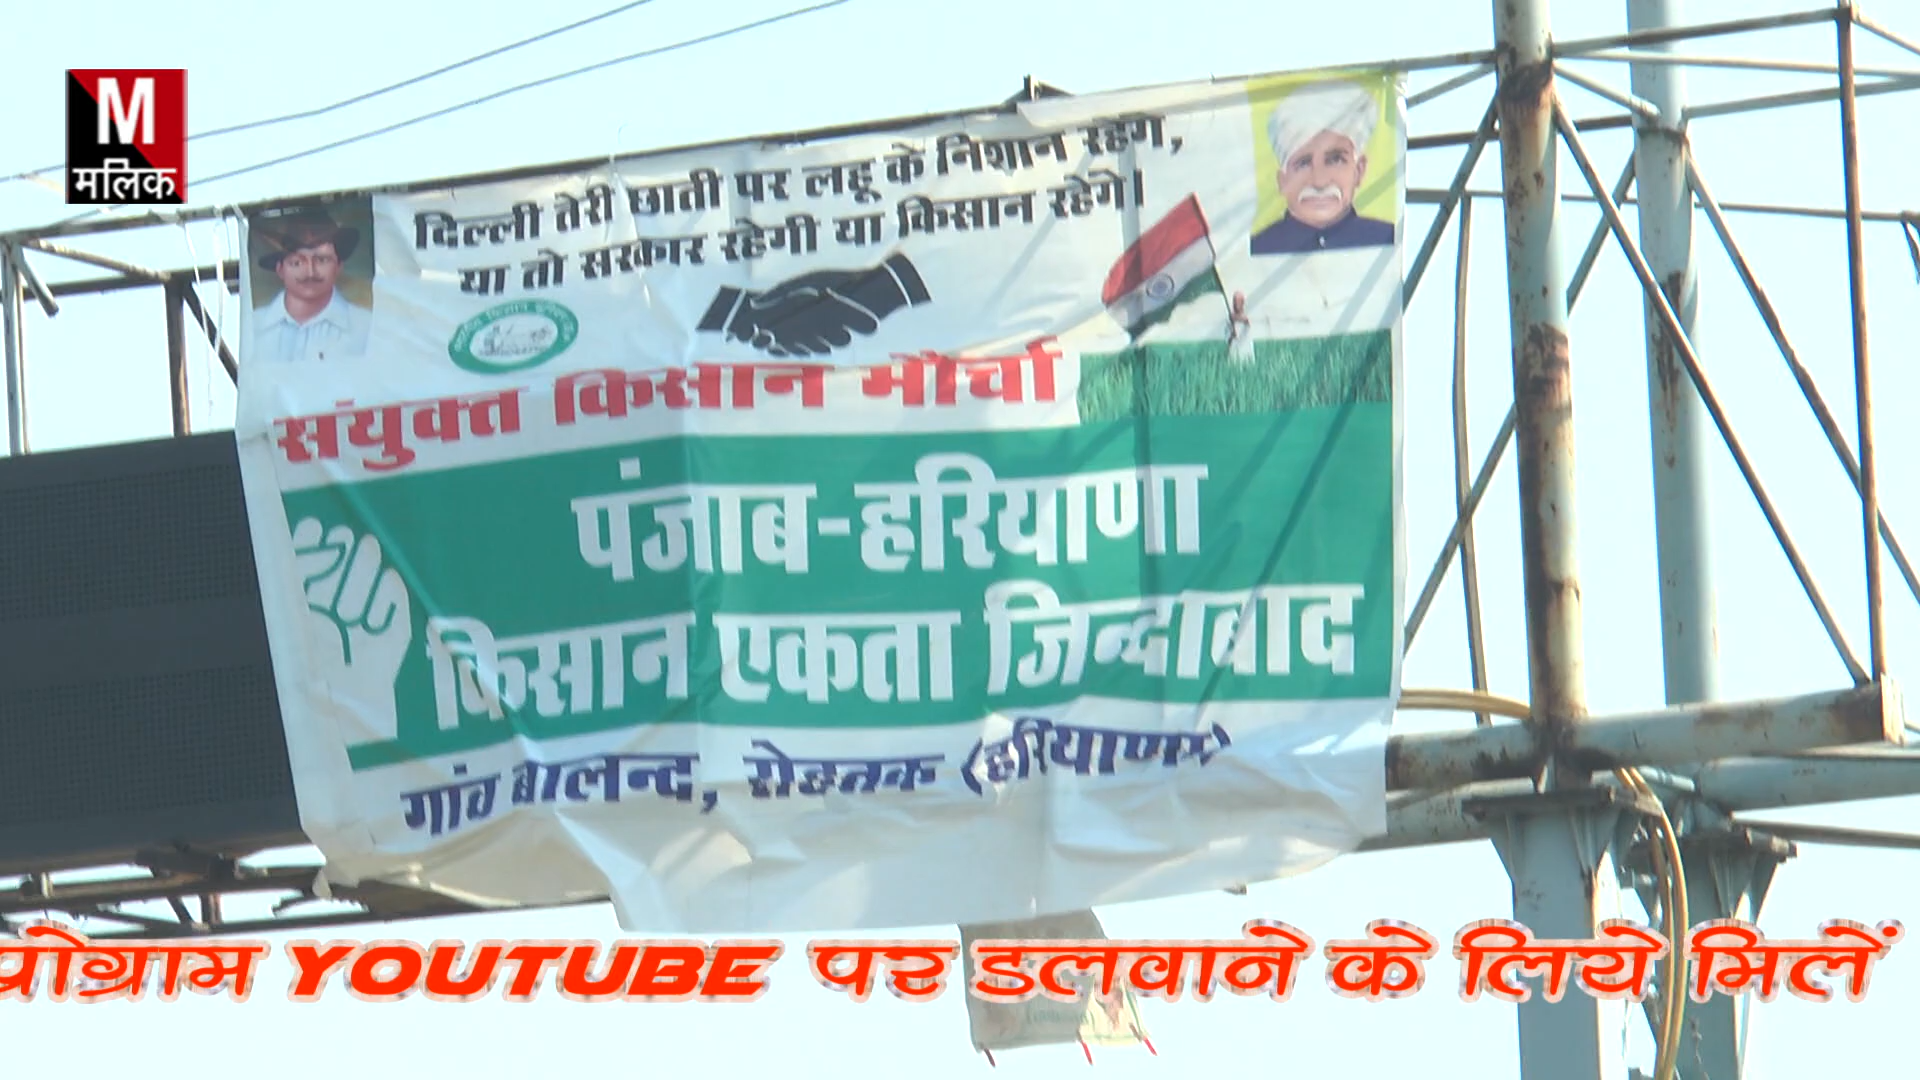 M
मलिक
दिल्ली तेरी छाती पर लहू के निशान रहेंगे,
या तो सरकार रहेगी या किसान रहेंगे।
संयुक्त किसान मोर्चा
पंजाब-हरियाणा
किसान एकता जिन्दाबाद
गांव बालन्द, रोहतक (हरियाणा)
प्रोग्राम YOUTUBE पर डलवाने के लिये मिलें